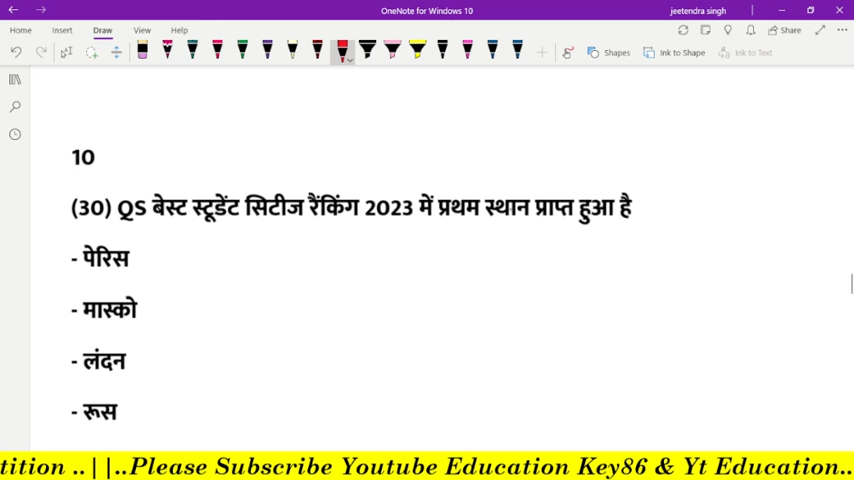 OneNote for Windows 10
jeetendra singh
Home Insert Draw View Help
Share
Shapes Ink to Shape Ink to Text
10
(30) QS बेस्ट स्टूडेंट सिटीज रैंकिंग 2023 में प्रथम स्थान प्राप्त हुआ है
- पेरिस
- मास्को
- लंदन
- रूस
tition ..||..Please Subscribe Youtube Education Key86 & Yt Education..